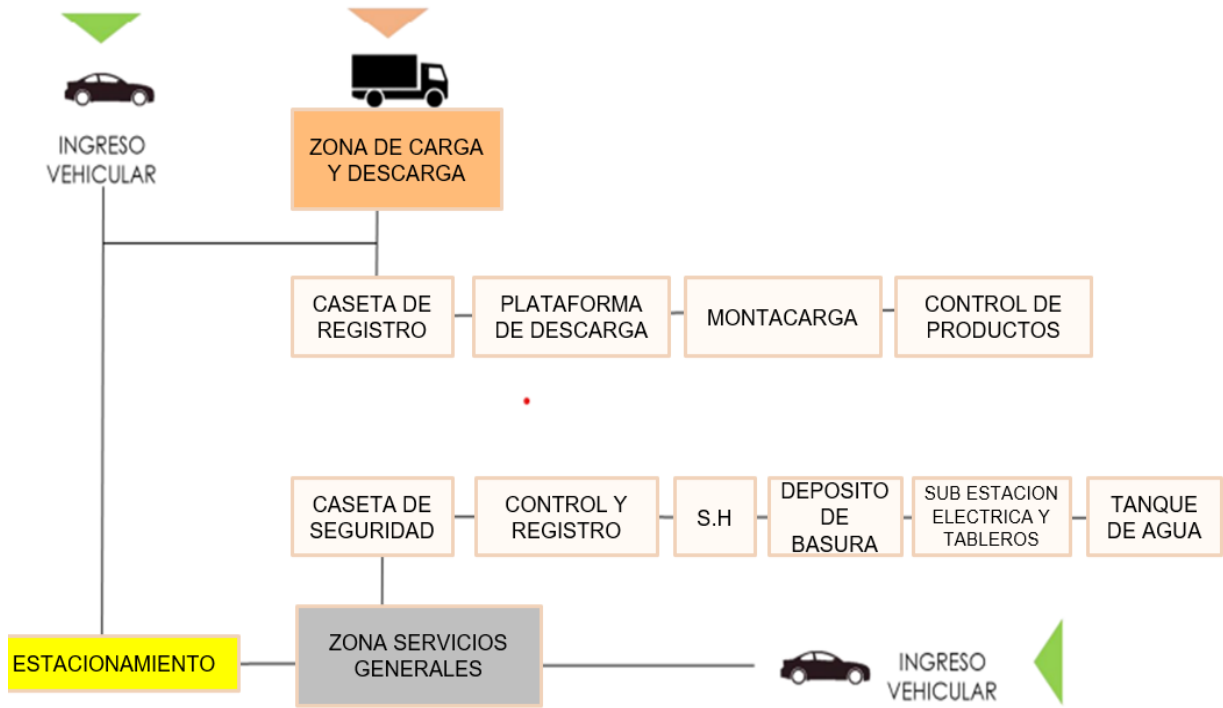 INGRESO
VEHICULAR
ZONA DE CARGA
Y DESCARGA
CASETA DE
REGISTRO
PLATAFORMA
DE DESCARGA
MONTACARGA
CONTROL DE
PRODUCTOS
CASETA DE
SEGURIDAD
CONTROL Y
REGISTRO
S.H
DEPOSITO
DE
BASURA
SUB ESTACION
ELECTRICA Y
TABLEROS
TANQUE
DE AGUA
ESTACIONAMIENTO
ZONA SERVICIOS
GENERALES
INGRESO
VEHICULAR